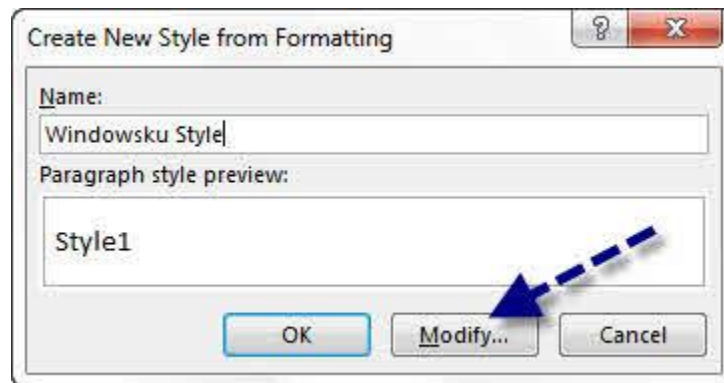 Create New Style from Formatting
Name:
Windowsku Style
Paragraph style preview:
Style1
OK Modify... Cancel